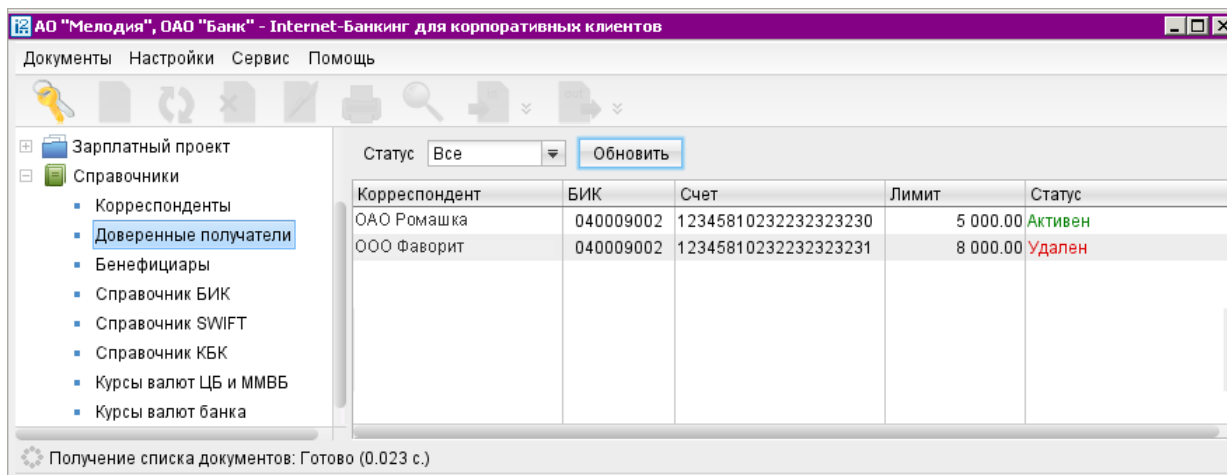 АО "Мелодия", ОАО "Банк" - Internet-Банкинг для корпоративных клиентов
Документы Настройки Сервис Помощь
in out
Зарплатный проект
Справочники
Корреспонденты
Доверенные получатели
Бенефициары
Справочник БИК
Справочник SWIFT
Справочник КБК
Курсы валют ЦБ и ММВБ
Курсы валют банка
Статус Все Обновить
Корреспондент БИК Счет Лимит Статус
ОАО Ромашка 040009002 12345810232232323230 5 000.00 Активен
ООО Фаворит 040009002 12345810232232323231 8 000.00 Удален
Получение списка документов: Готово (0.023 с.)